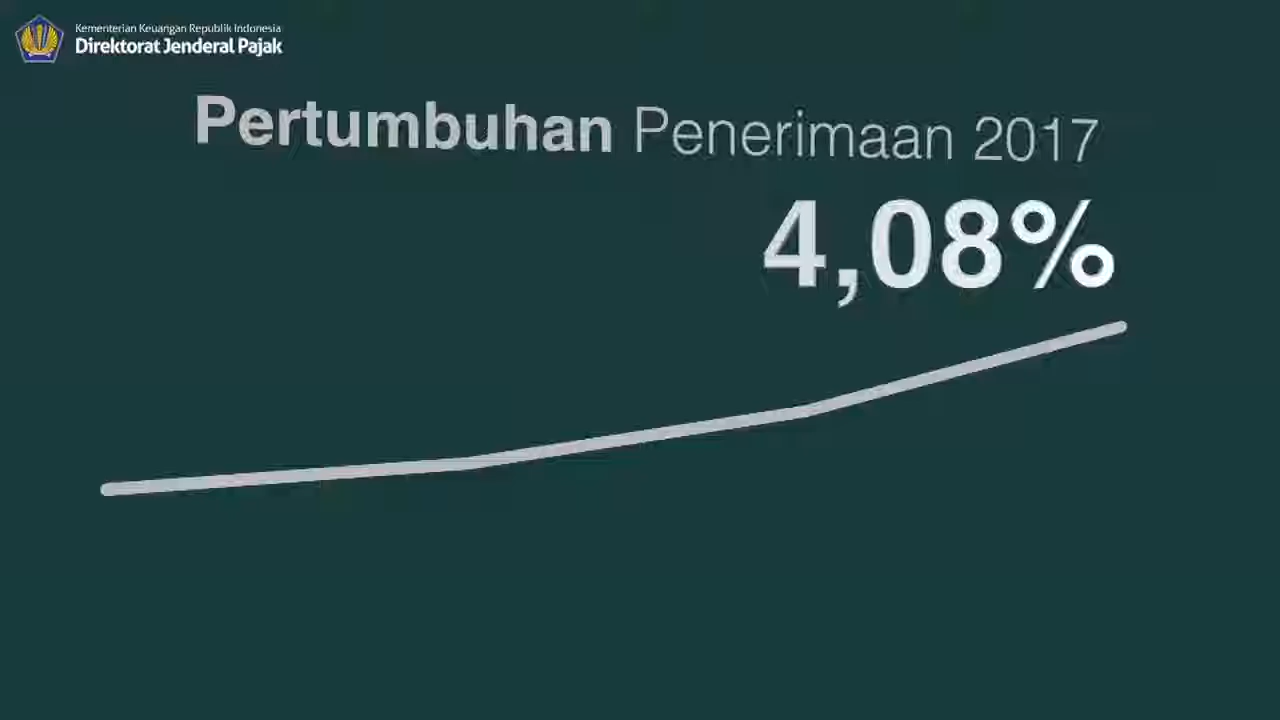 Kementerian Keuangan Republik Indonesia
Direktorat Jenderal Pajak
Pertumbuhan Penerimaan 2017
4,08%